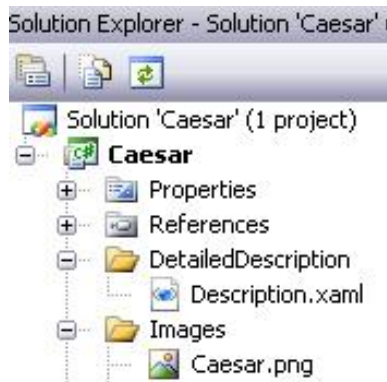 Solution Explorer - Solution 'Caesar'
Solution 'Caesar' (1 project)
Caesar
Properties
References
DetailedDescription
Description.xaml
Images
Caesar.png